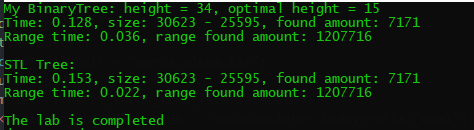 My BinaryTree: height = 34, optimal height = 15
Time: 0.128, size: 30623 - 25595, found amount: 7171
Range time: 0.036, range found amount: 1207716
STL Tree:
Time: 0.153, size: 30623 - 25595, found amount: 7171
Range time: 0.022, range found amount: 1207716
The lab is completed